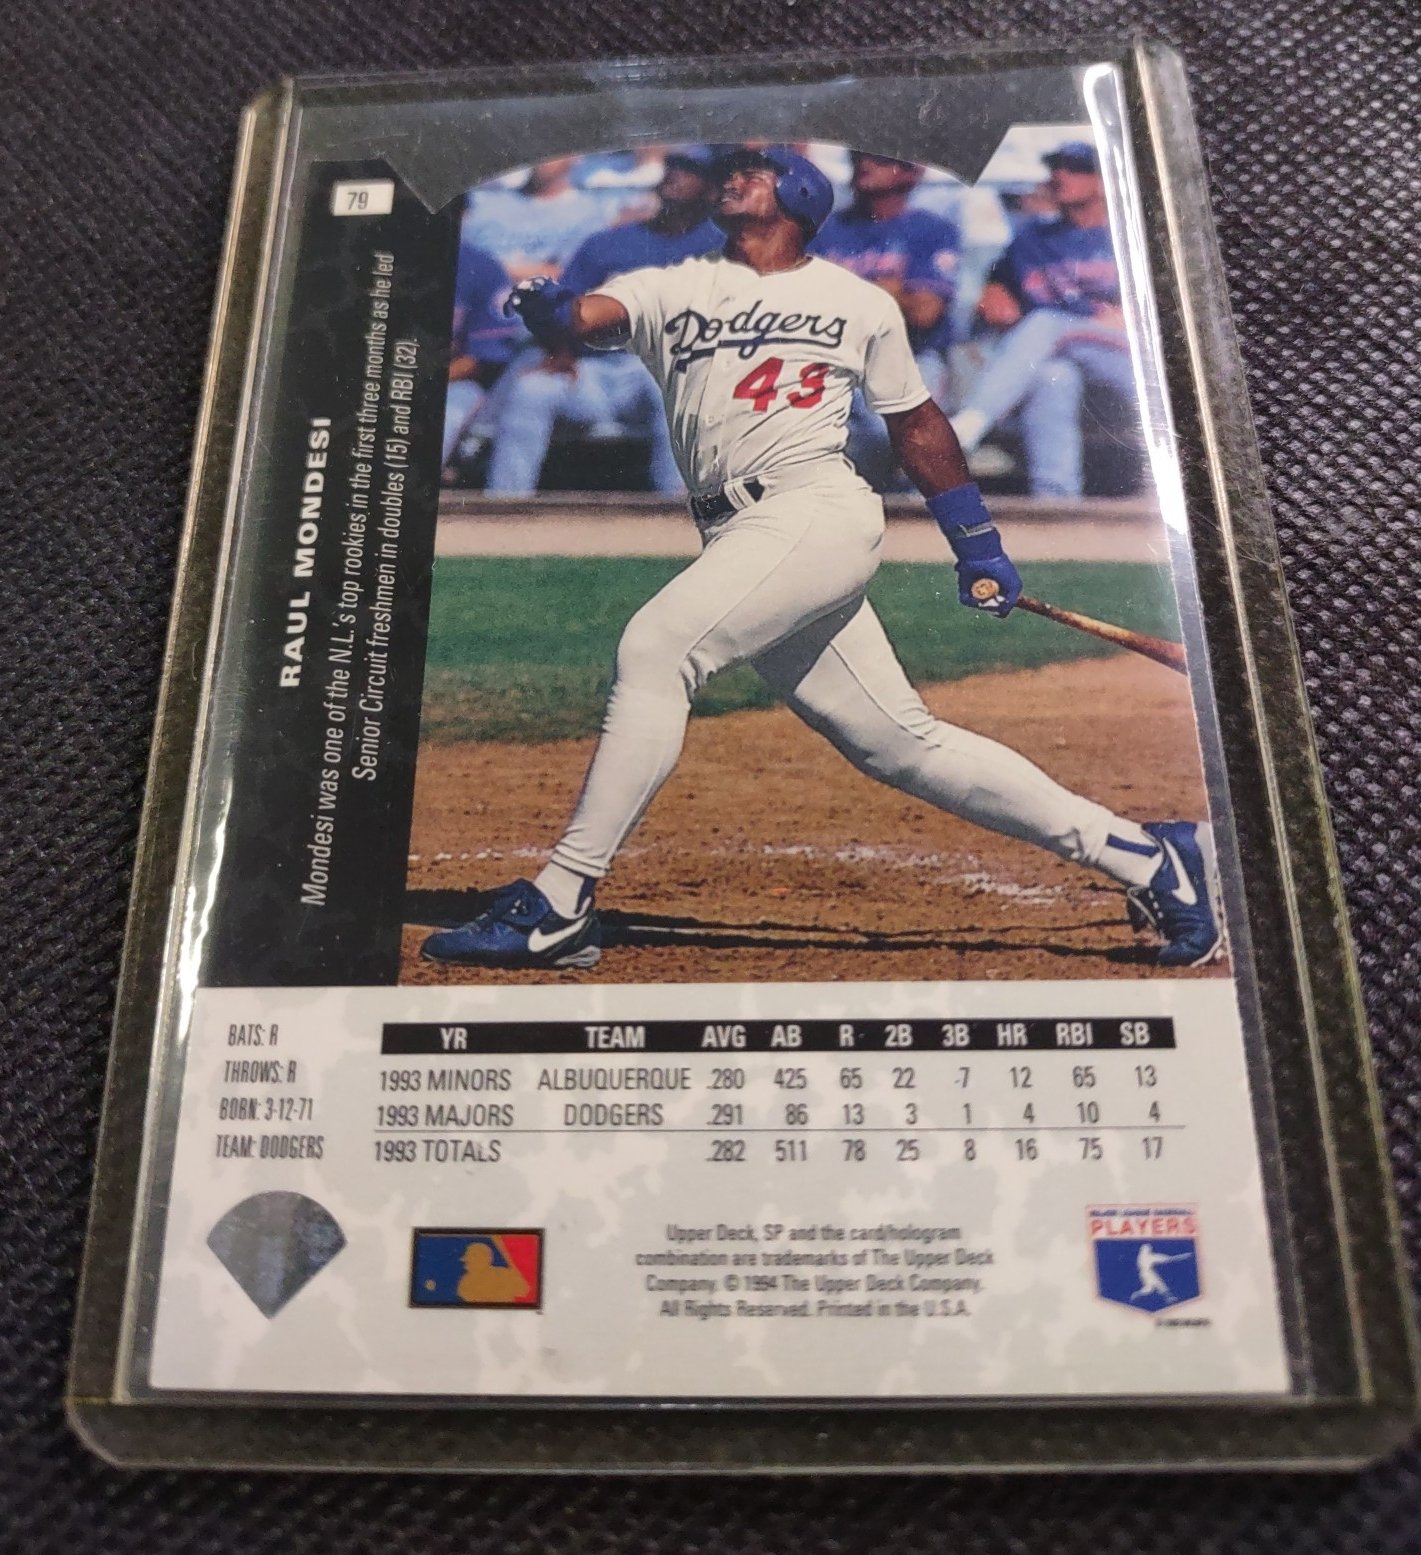 79
RAUL MONDESI
Mondesi was one of the N.L.'s top rookies in the first three months as he led
Senior Circuit freshmen in doubles (15) and RBI (32).
Dodgers
43
BATS: R
THROWS: R
BORN: 3-12-71
TEAM: DODGERS
YR TEAM AVG AB R 2B 3B HR RBI SB
1993 MINORS ALBUQUERQUE .280 425 65 22 7 12 65 13
1993 MAJORS DODGERS .291 86 13 3 1 4 10 4
1993 TOTALS .282 511 78 25 8 16 75 17
Upper Deck, SP and the card/hologram
combination are trademarks of The Upper Deck
Company. © 1994 The Upper Deck Company.
All Rights Reserved. Printed in the U.S.A.
MAJOR LEAGUE BASEBALL
PLAYERS